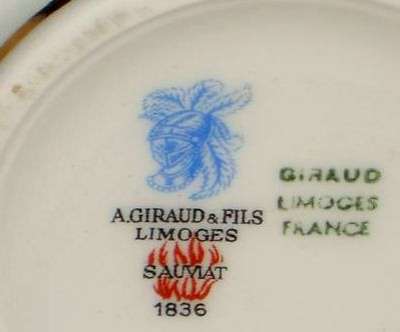 A.GIRAUD & FILS
LIMOGES
SAUVIAT
1836
GIRAUD
LIMOGES
FRANCE